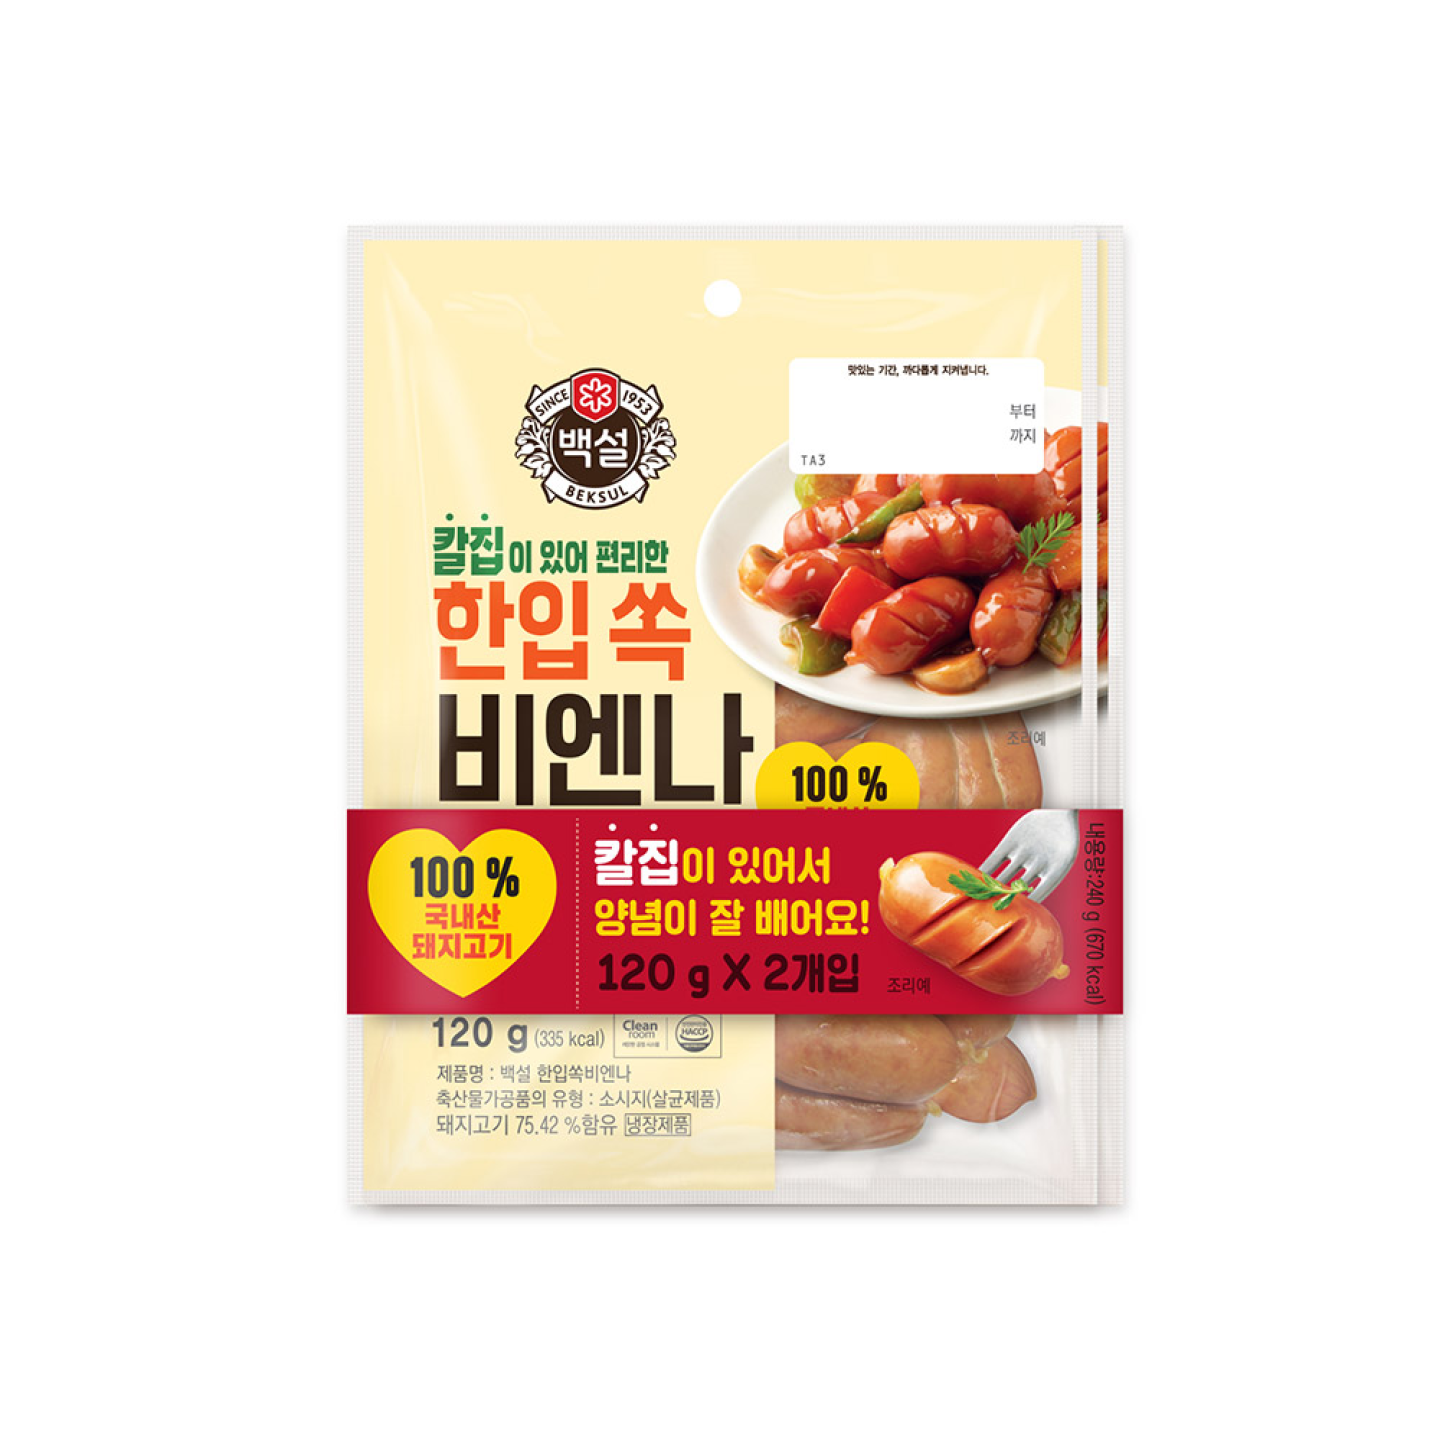 SINCE 1953
백설
BEKSUL
맛있는 기간, 까다롭게 지켜냅니다.
부터
까지
TA3
칼집이 있어 편리한
한입 쏙
비엔나
조리예
100 %
100 %
국내산
돼지고기
칼집이 있어서
양념이 잘 배어요!
120 g X 2개입
조리예
내용량:240 g (670 kcal)
120 g (335 kcal)
Clean
room
HACCP
제품명 : 백설 한입쏙비엔나
축산물가공품의 유형 : 소시지(살균제품)
돼지고기 75.42 %함유 냉장제품